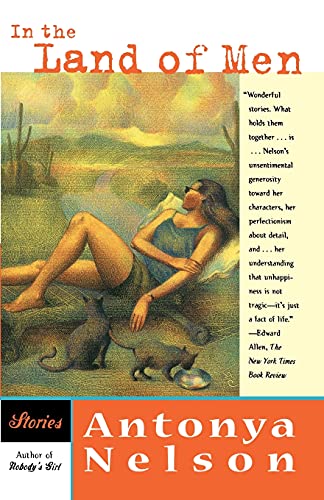 In the
Land of Men
"Wonderful
stories. What
holds them
together . . . is
. . . Nelson's
unsentimental
generosity
toward her
characters, her
perfectionism
about detail,
and . . . her
understanding
that unhappi-
ness is not
tragic—it's just
a fact of life."
—Edward
Allen, The
New York Times
Book Review
Stories
Author of
Nobody's Girl
Antonya
Nelson